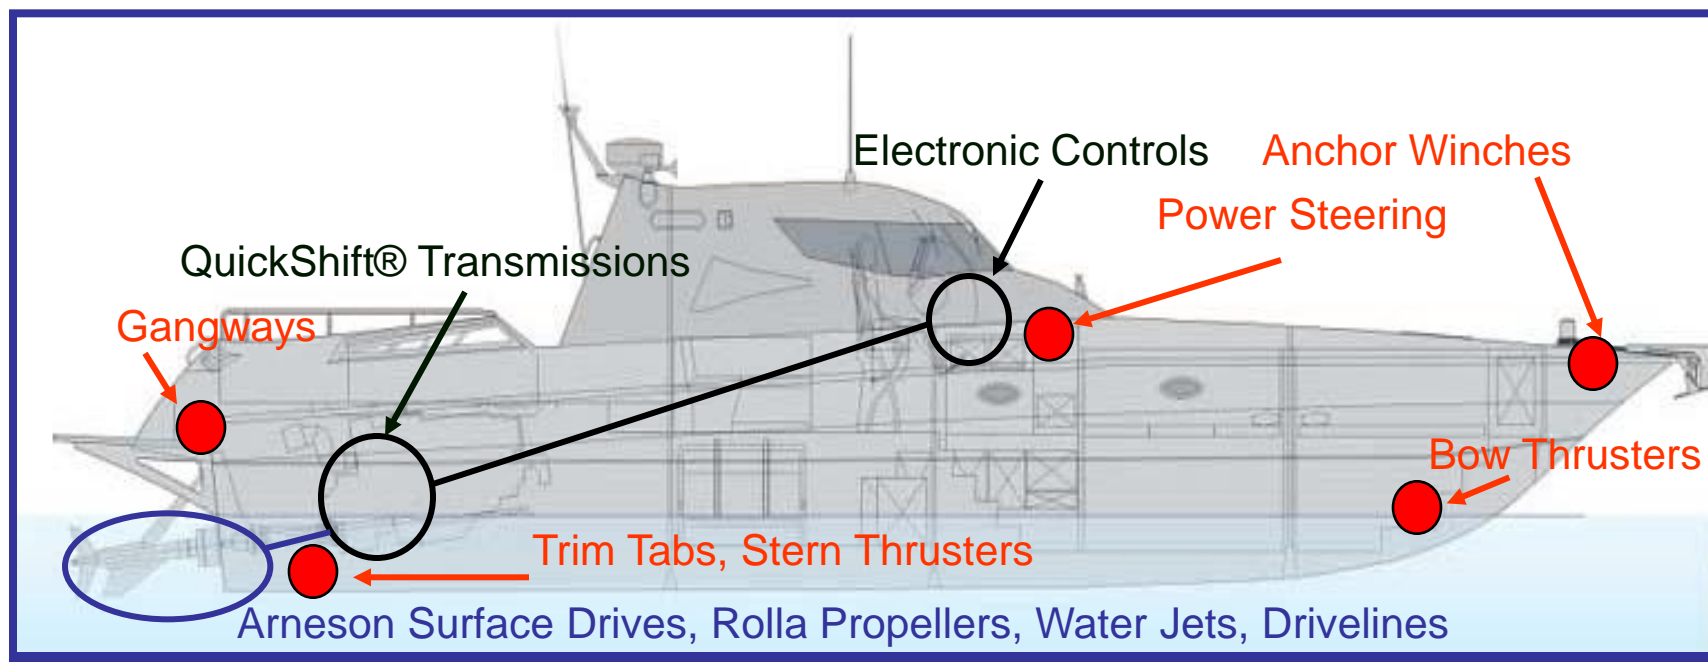 Electronic Controls
Anchor Winches
Power Steering
QuickShift® Transmissions
Gangways
Bow Thrusters
Trim Tabs, Stern Thrusters
Arneson Surface Drives, Rolla Propellers, Water Jets, Drivelines